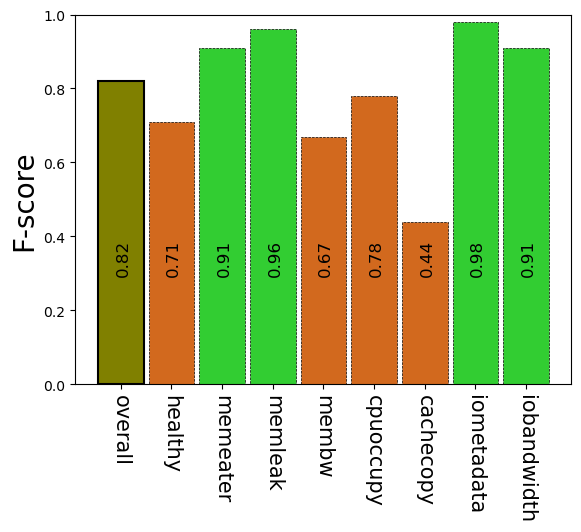 F-score
1.0
0.8
0.6
0.4
0.2
0.0
0.82
0.71
0.91
0.96
0.67
0.78
0.44
0.98
0.91
overall
healthy
memeater
memleak
membw
cpuoccupy
cachecopy
iometadata
iobandwidth